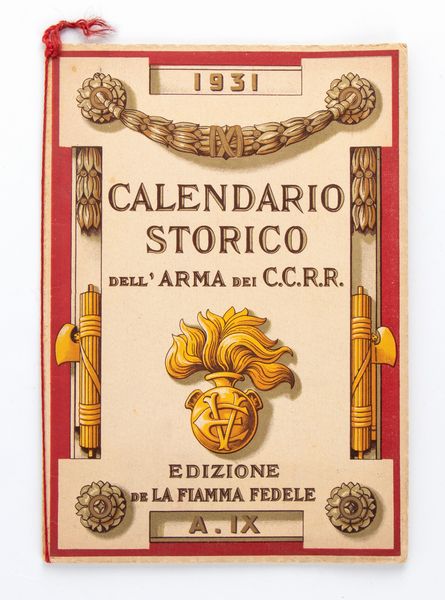 1931
IX
CALENDARIO
STORICO
DELL' ARMA DEI C.C.R.R.
VE
EDIZIONE
DE LA FIAMMA FEDELE
A. IX